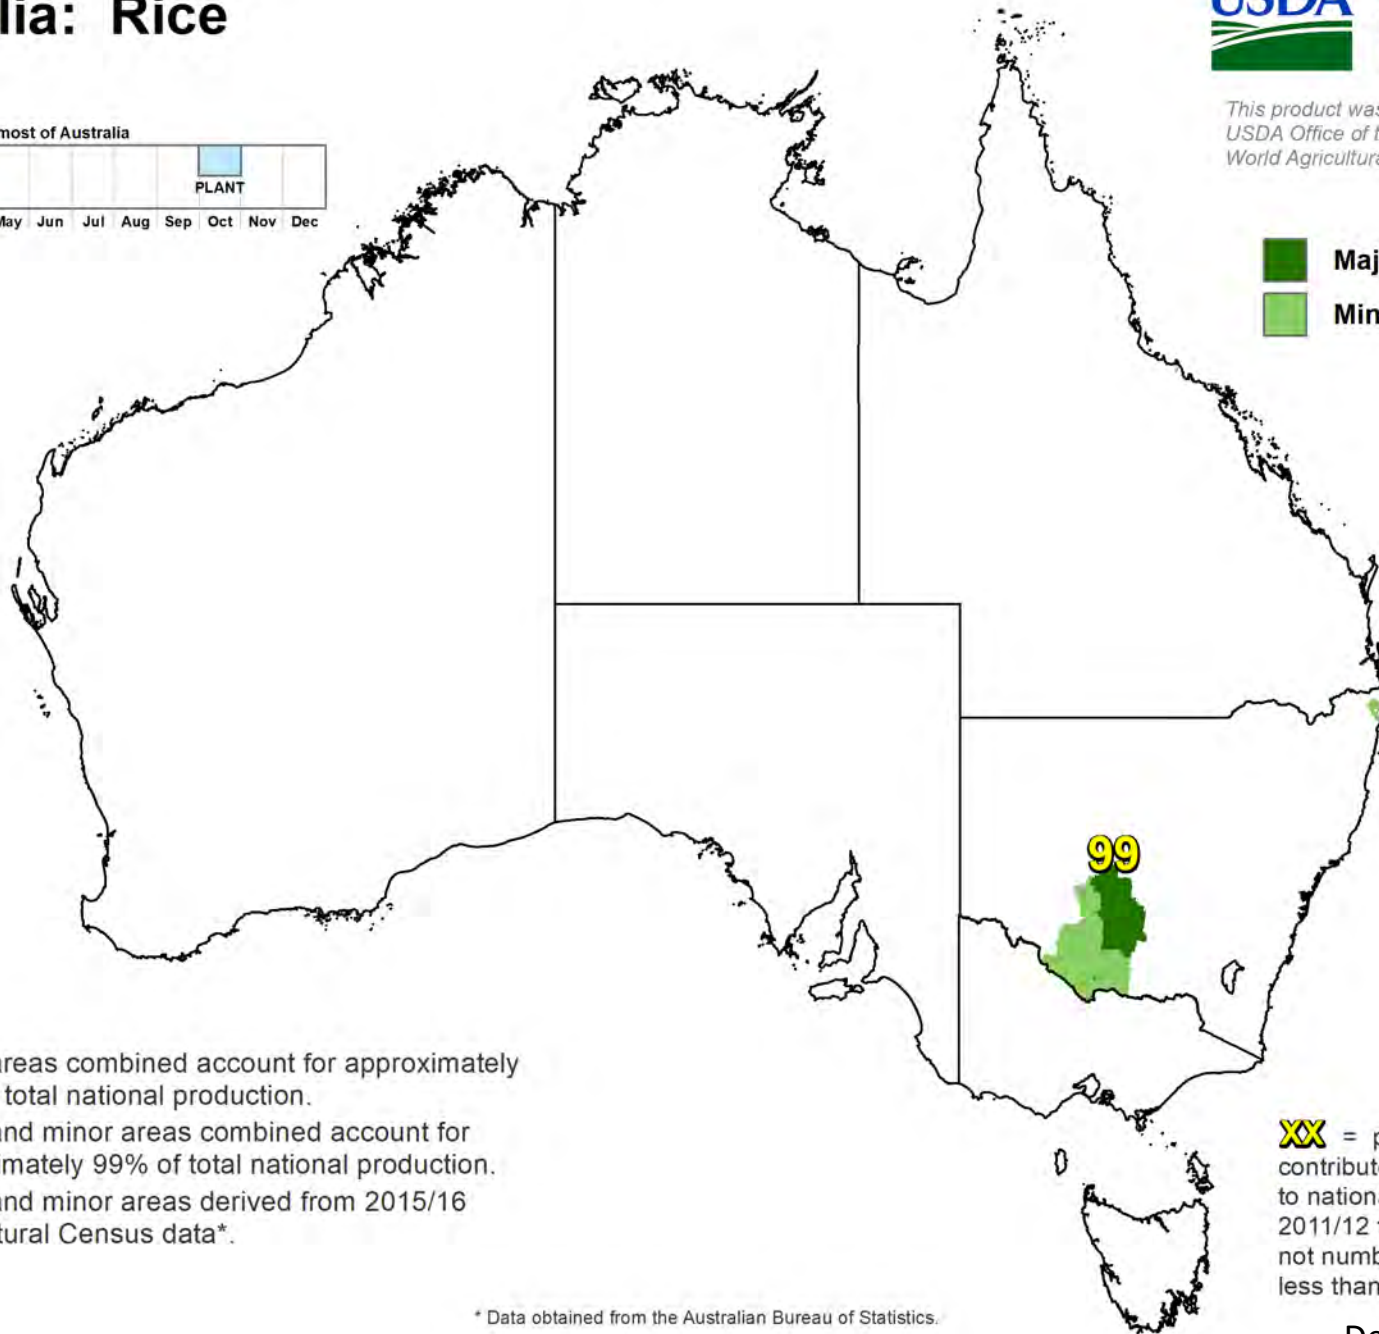 lia: Rice
USDA
This product was
USDA Office of t
World Agricultura
most of Australia
PLANT
May Jun Jul Aug Sep Oct Nov Dec
Maj
Min
99
areas combined account for approximately
total national production.
and minor areas combined account for
imately 99% of total national production.
and minor areas derived from 2015/16
tural Census data*.
XX = p
contribute
to nationa
2011/12
not numb
less than
* Data obtained from the Australian Bureau of Statistics.